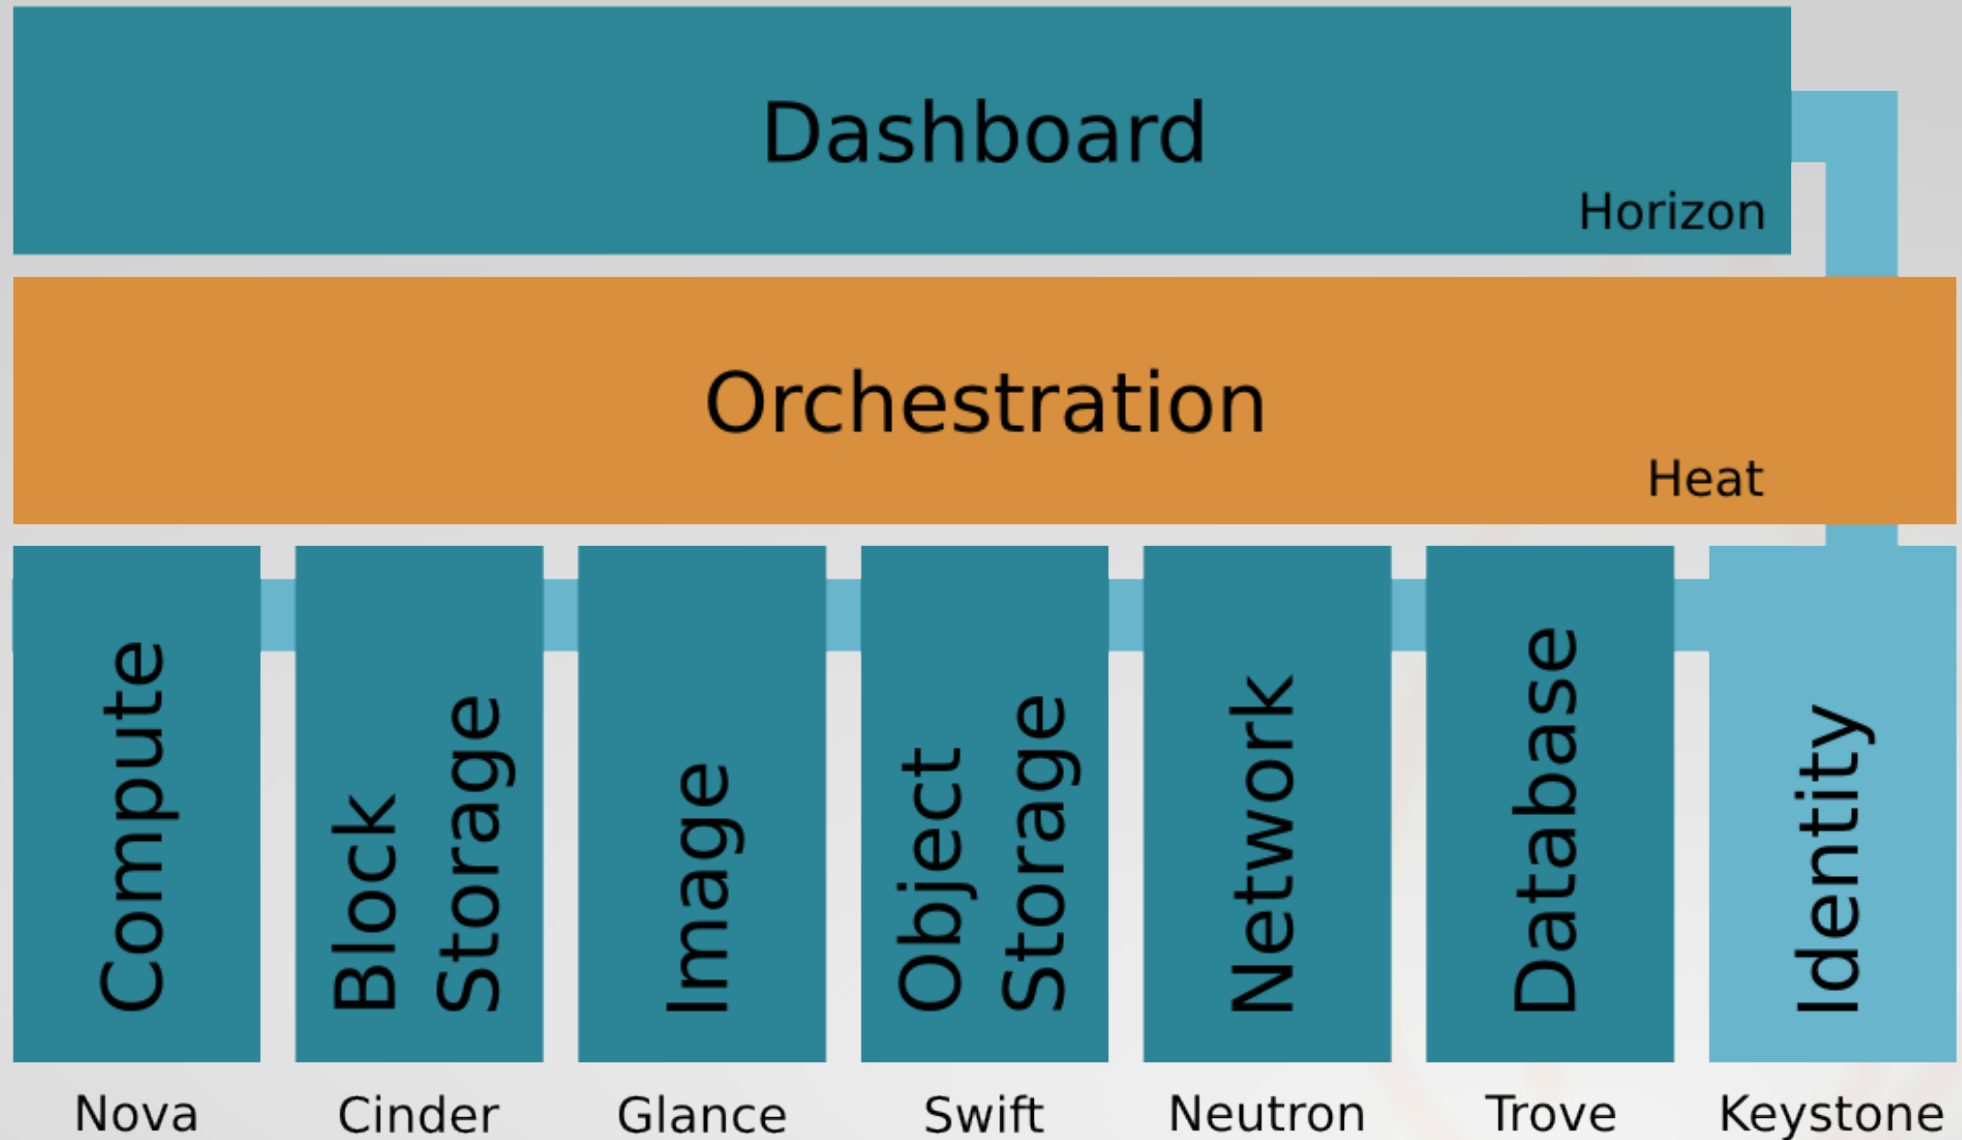 Dashboard
Horizon
Orchestration
Heat
Compute
Block
Storage
Image
Object
Storage
Network
Database
Identity
Nova
Cinder
Glance
Swift
Neutron
Trove
Keystone